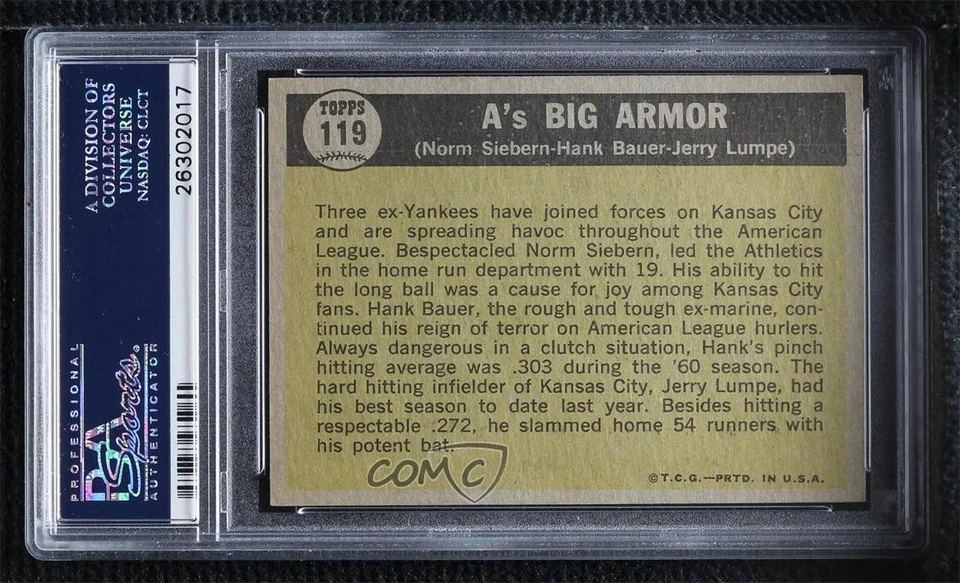 A DIVISION OF
COLLECTORS
UNIVERSE
NASDAQ: CLCT
26302017
PROFESSIONAL
PSA
Sports
AUTHENTICATOR
TOPPS
119
A's BIG ARMOR
(Norm Siebern-Hank Bauer-Jerry Lumpe)
Three ex-Yankees have joined forces on Kansas City
and are spreading havoc throughout the American
League. Bespectacled Norm Siebern, led the Athletics
in the home run department with 19. His ability to hit
the long ball was a cause for joy among Kansas City
fans. Hank Bauer, the rough and tough ex-marine, con-
tinued his reign of terror on American League hurlers.
Always dangerous in a clutch situation, Hank's pinch
hitting average was .303 during the '60 season. The
hard hitting infielder of Kansas City, Jerry Lumpe, had
his best season to date last year. Besides hitting a
respectable .272, he slammed home 54 runners with
his potent bat.
COMC
©T.C.G.—PRTD. IN U.S.A.